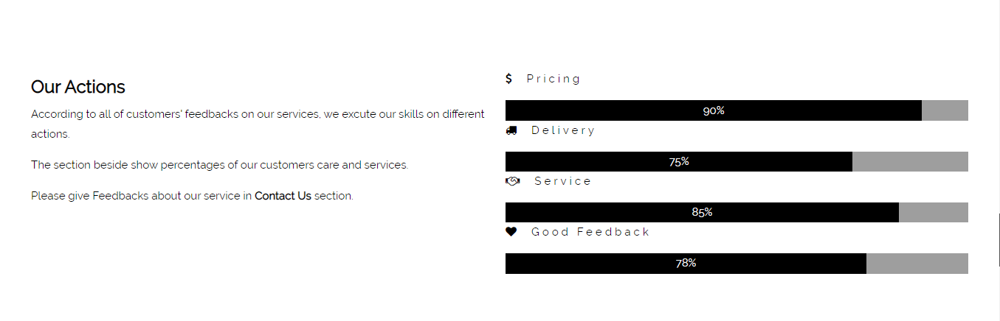 Our Actions
According to all of customers' feedbacks on our services, we excute our skills on different
actions.
The section beside show percentages of our customers care and services.
Please give Feedbacks about our service in Contact Us section.
$ Pricing
90%
Delivery
75%
Service
85%
Good Feedback
78%